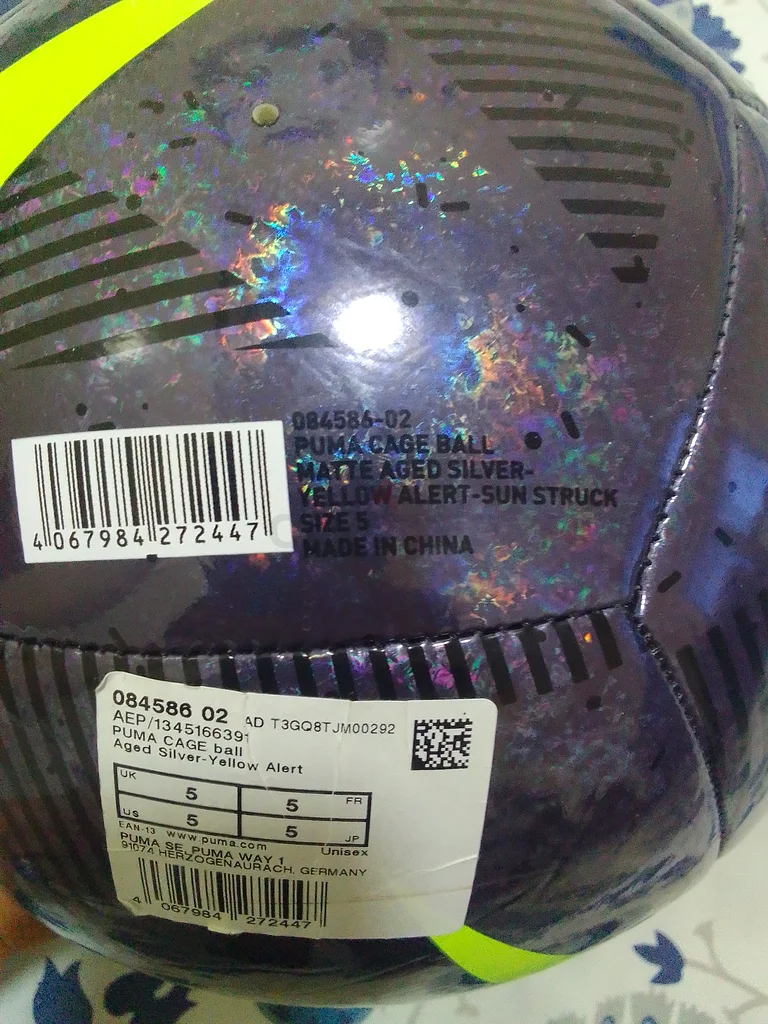 084586-02
PUMA CAGE BALL
MATTE AGED SILVER-
YELLOW ALERT-SUN STRUCK
SIZE 5
MADE IN CHINA
4 067984 272447
084586 02 AD T3GQ8TJM00292
AEP/1345166391
PUMA CAGE ball
Aged Silver-Yellow Alert
UK 5 5 FR
US 5 5 JP
EAN-13 www.puma.com Unisex
PUMA SE, PUMA WAY 1
91074 HERZOGENAURACH, GERMANY
4 067984 272447